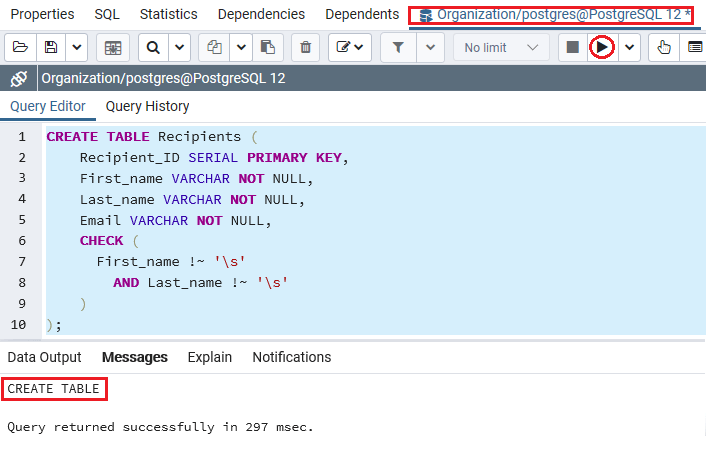 Properties SQL Statistics Dependencies Dependents Organization/postgres@PostgreSQL 12 *
No limit
Organization/postgres@PostgreSQL 12
Query Editor Query History
1 CREATE TABLE Recipients (
2     Recipient_ID SERIAL PRIMARY KEY,
3     First_name VARCHAR NOT NULL,
4     Last_name VARCHAR NOT NULL,
5     Email VARCHAR NOT NULL,
6     CHECK (
7       First_name !~ '\s'
8         AND Last_name !~ '\s'
9     )
10 );
Data Output Messages Explain Notifications
CREATE TABLE
Query returned successfully in 297 msec.